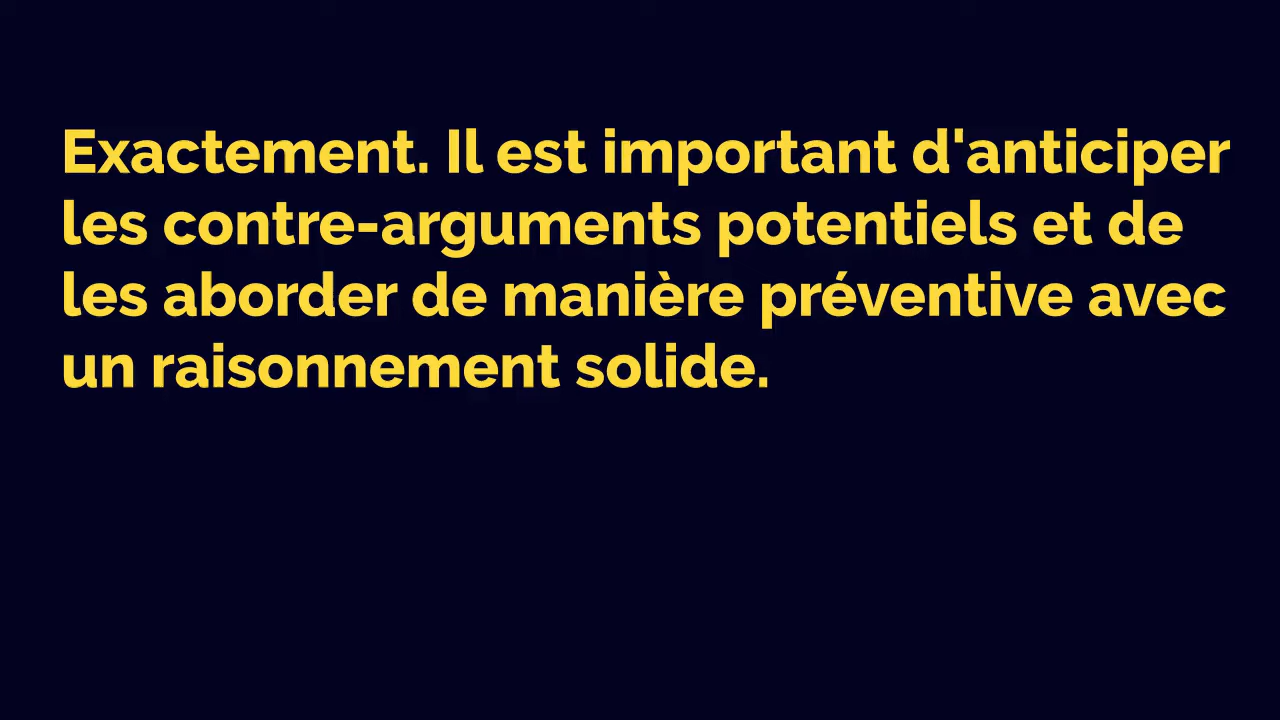 Exactement. Il est important d'anticiper
les contre-arguments potentiels et de
les aborder de manière préventive avec
un raisonnement solide.